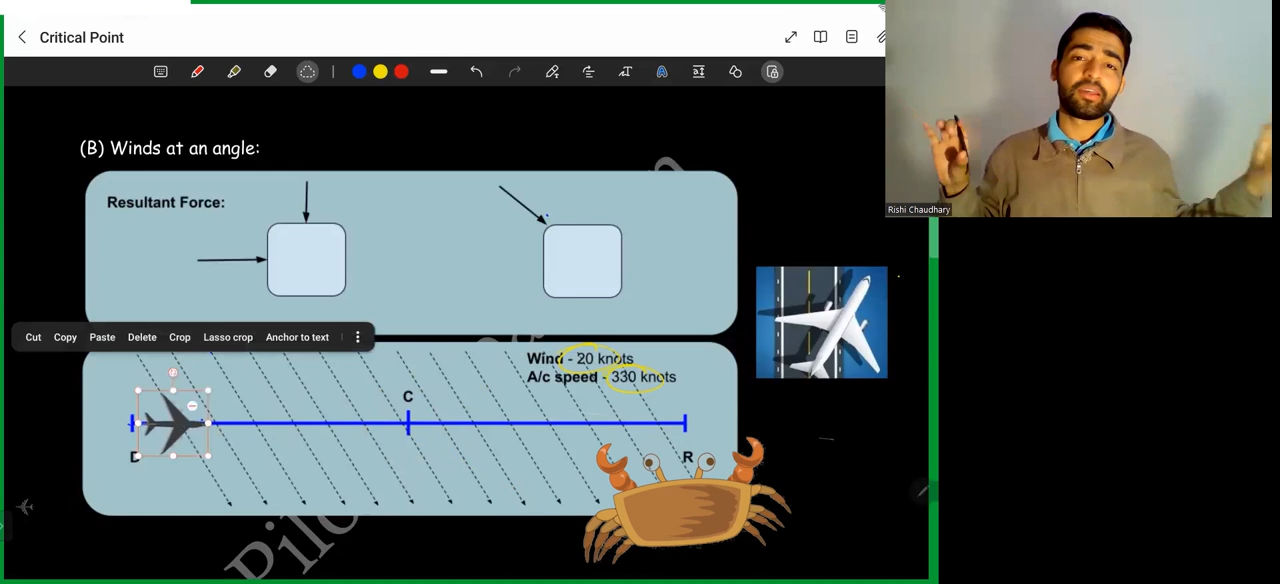 Critical Point
Rishi Chaudhary
(B) Winds at an angle:
Resultant Force:
Cut Copy Paste Delete Crop Lasso crop Anchor to text
Wind - 20 knots
A/c speed - 330 knots
C
D
R